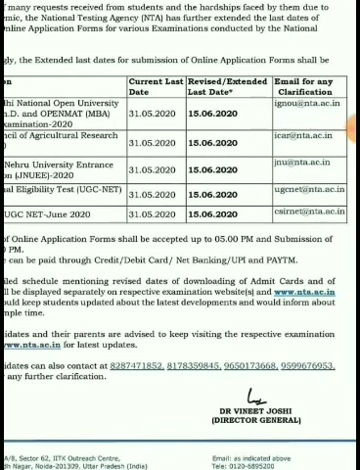 f many requests received from students and the hardships faced by them due to
emic, the National Testing Agency (NTA) has further extended the last dates of
Online Application Forms for various Examinations conducted by the National
gly, the Extended last dates for submission of Online Application Forms shall be
on Current Last Date Revised/Extended Last Date* Email for any Clarification
dhi National Open University h.D. and OPENMAT (MBA) xamination-2020 31.05.2020 15.06.2020 ignou@nta.ac.in
ncil of Agricultural Research 0 31.05.2020 15.06.2020 icar@nta.ac.in
Nehru University Entrance on (JNUEE)-2020 31.05.2020 15.06.2020 jnu@nta.ac.in
nal Eligibility Test (UGC-NET) 31.05.2020 15.06.2020 ugcnet@nta.ac.in
UGC NET-June 2020 31.05.2020 15.06.2020 csirnet@nta.ac.in
of Online Application Forms shall be accepted up to 05.00 PM and Submission of
0 PM.
e can be paid through Credit/Debit Card/ Net Banking/UPI and PAYTM.
iled schedule mentioning revised dates of downloading of Admit Cards and of
ll be displayed separately on respective examination website(s) and www.nta.ac.in
ould keep students updated about the latest developments and would inform about
mple time.
idates and their parents are advised to keep visiting the respective examination
www.nta.ac.in for latest updates.
idates can also contact at 8287471852, 8178359845, 9650173668, 9599676953,
any further clarification.
DR VINEET JOSHI
(DIRECTOR GENERAL)
A/8, Sector 62, IITK Outreach Centre,
dh Nagar, Noida-201309, Uttar Pradesh (India)
Email: as indicated above
Tele: 0120-6895200